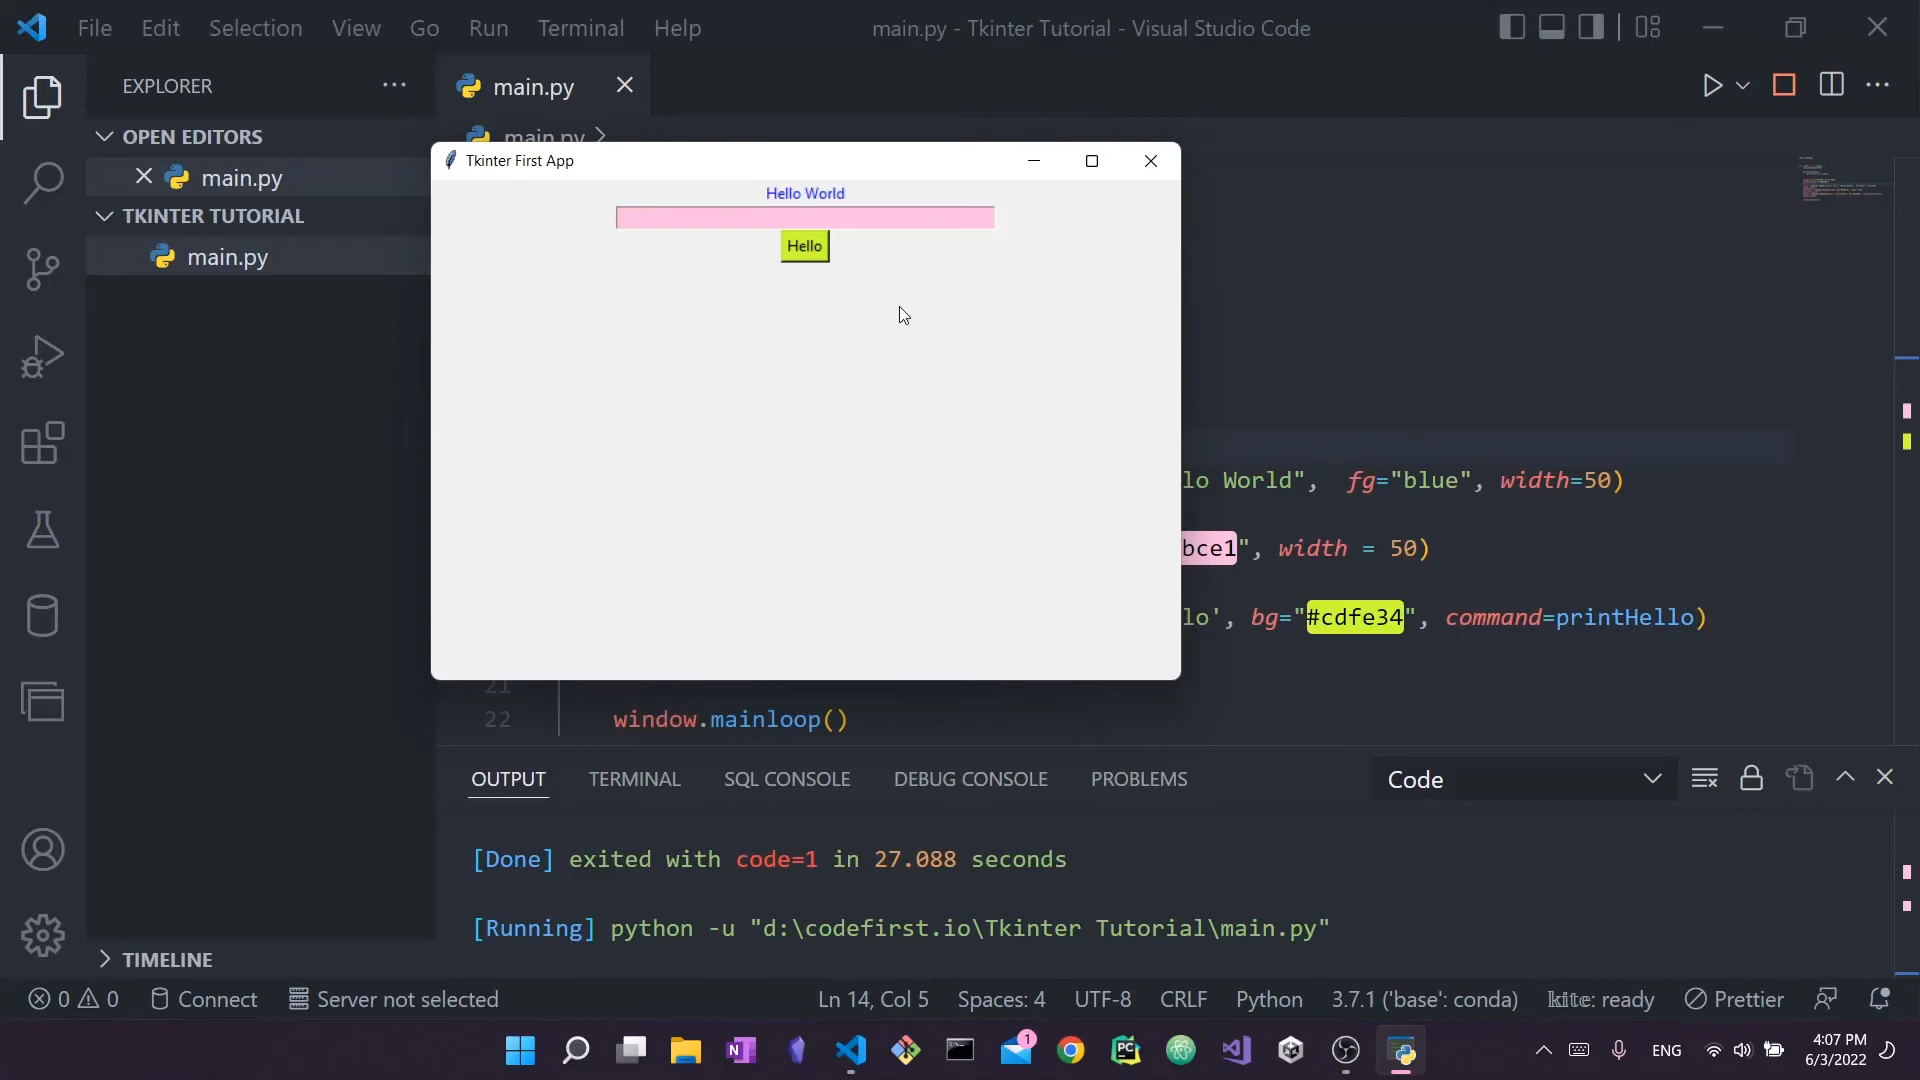 File Edit Selection View Go Run Terminal Help main.py - Tkinter Tutorial - Visual Studio Code
EXPLORER
main.py
OPEN EDITORS
main.py
main.py
TKINTER TUTORIAL
main.py
Tkinter First App
Hello World
Hello
lo World", fg="blue", width=50)
bce1", width = 50)
lo', bg="#cdfe34", command=printHello)
21
22 window.mainloop()
OUTPUT TERMINAL SQL CONSOLE DEBUG CONSOLE PROBLEMS Code
[Done] exited with code=1 in 27.088 seconds
[Running] python -u "d:\codefirst.io\Tkinter Tutorial\main.py"
TIMELINE
0 0 Connect Server not selected Ln 14, Col 5 Spaces: 4 UTF-8 CRLF Python 3.7.1 ('base': conda) kite: ready Prettier
N PC 1 ENG 4:07 PM
6/3/2022